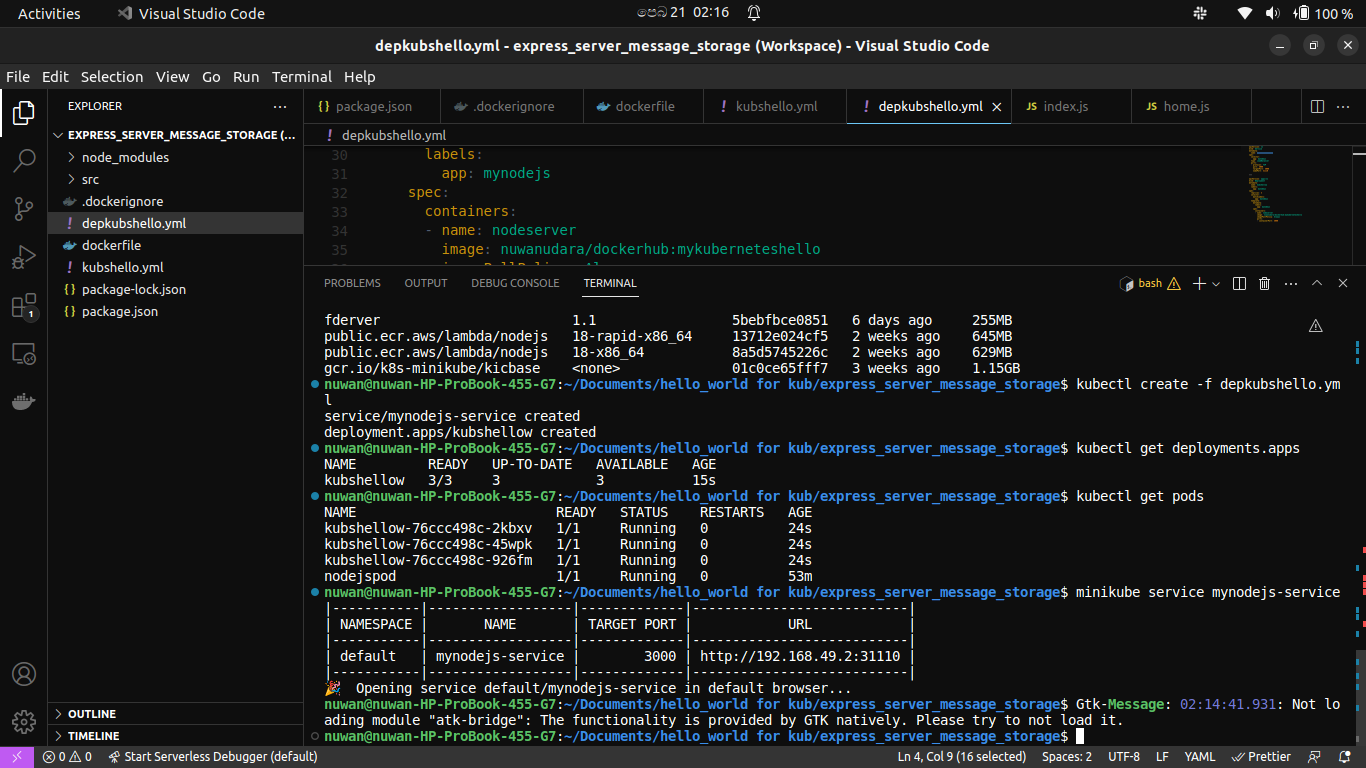 Activities
Visual Studio Code
පෙබ 21 02:16
100 %
depkubshello.yml - express_server_message_storage (Workspace) - Visual Studio Code
File Edit Selection View Go Run Terminal Help
EXPLORER
EXPRESS_SERVER_MESSAGE_STORAGE (...
node_modules
src
.dockerignore
depkubshello.yml
dockerfile
kubshello.yml
package-lock.json
package.json
OUTLINE
TIMELINE
1
package.json .dockerignore dockerfile kubshello.yml depkubshello.yml index.js home.js
depkubshello.yml
30 labels:
31 app: mynodejs
32 spec:
33 containers:
34 - name: nodeserver
35 image: nuwanudara/dockerhub:mykuberneteshello
PROBLEMS OUTPUT DEBUG CONSOLE TERMINAL
bash
fderver 1.1 5bebfbce0851 6 days ago 255MB
public.ecr.aws/lambda/nodejs 18-rapid-x86_64 13712e024cf5 2 weeks ago 645MB
public.ecr.aws/lambda/nodejs 18-x86_64 8a5d5745226c 2 weeks ago 629MB
gcr.io/k8s-minikube/kicbase <none> 01c0ce65fff7 3 weeks ago 1.15GB
nuwan@nuwan-HP-ProBook-455-G7:~/Documents/hello_world for kub/express_server_message_storage$ kubectl create -f depkubshello.ym
l
service/mynodejs-service created
deployment.apps/kubshellow created
nuwan@nuwan-HP-ProBook-455-G7:~/Documents/hello_world for kub/express_server_message_storage$ kubectl get deployments.apps
NAME READY UP-TO-DATE AVAILABLE AGE
kubshellow 3/3 3 3 15s
nuwan@nuwan-HP-ProBook-455-G7:~/Documents/hello_world for kub/express_server_message_storage$ kubectl get pods
NAME READY STATUS RESTARTS AGE
kubshellow-76ccc498c-2kbxv 1/1 Running 0 24s
kubshellow-76ccc498c-45wpk 1/1 Running 0 24s
kubshellow-76ccc498c-926fm 1/1 Running 0 24s
nodejspod 1/1 Running 0 53m
nuwan@nuwan-HP-ProBook-455-G7:~/Documents/hello_world for kub/express_server_message_storage$ minikube service mynodejs-service
|-----------|------------------|-------------|---------------------------|
| NAMESPACE | NAME | TARGET PORT | URL |
|-----------|------------------|-------------|---------------------------|
| default | mynodejs-service | 3000 | http://192.168.49.2:31110 |
|-----------|------------------|-------------|---------------------------|
🎉 Opening service default/mynodejs-service in default browser...
nuwan@nuwan-HP-ProBook-455-G7:~/Documents/hello_world for kub/express_server_message_storage$ Gtk-Message: 02:14:41.931: Not lo
ading module "atk-bridge": The functionality is provided by GTK natively. Please try to not load it.
nuwan@nuwan-HP-ProBook-455-G7:~/Documents/hello_world for kub/express_server_message_storage$
0 0 Start Serverless Debugger (default)
Ln 4, Col 9 (16 selected) Spaces: 2 UTF-8 LF YAML Prettier